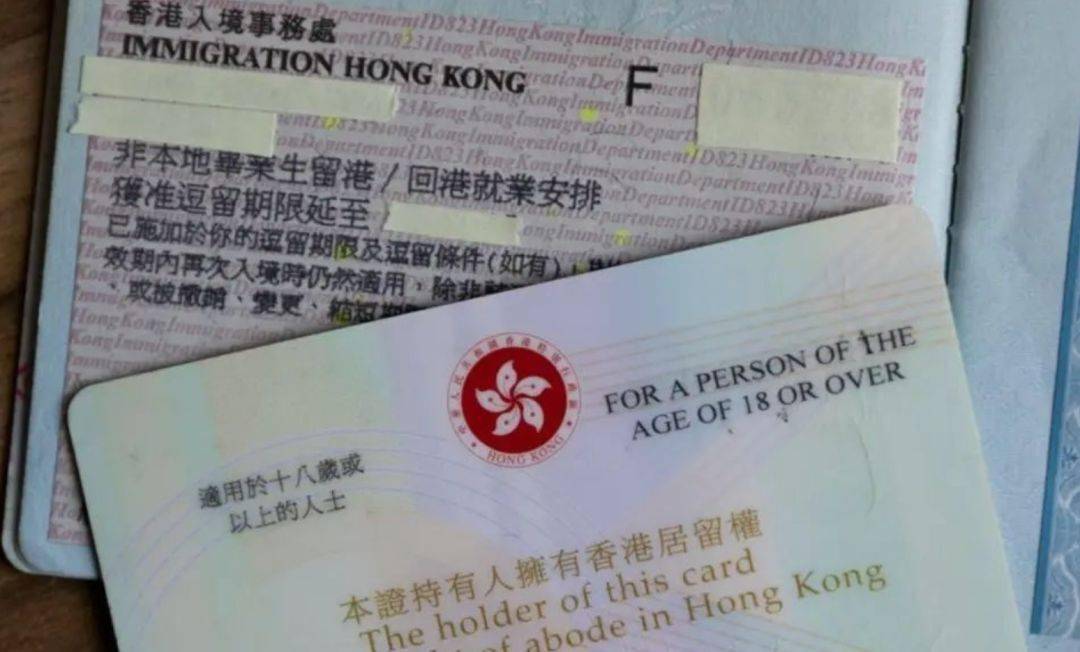 香港入境事務處
IMMIGRATION HONG KONG
F
非本地畢業生留港/回港就業安排
獲准逗留期限延至
已施加於你的逗留期限及逗留條件(如有)
效期內再次入境時仍然適用,除非
、或被撤銷、變更、縮短
HONG KONG
FOR A PERSON OF THE
AGE OF 18 OR OVER
適用於十八歲或
以上的人士
本證持有人擁有香港居留權
The holder of this card
of abode in Hong Kong